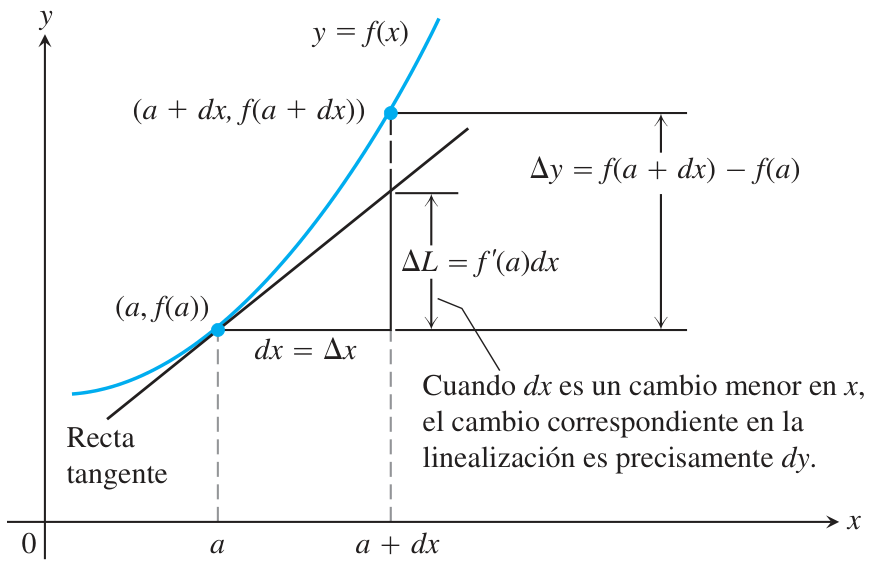 y
y = f(x)
(a + dx, f(a + dx))
Δy = f(a + dx) − f(a)
ΔL = f′(a)dx
(a, f(a))
dx = Δx
Cuando dx es un cambio menor en x,
el cambio correspondiente en la
linealización es precisamente dy.
Recta
tangente
x
0
a
a + dx